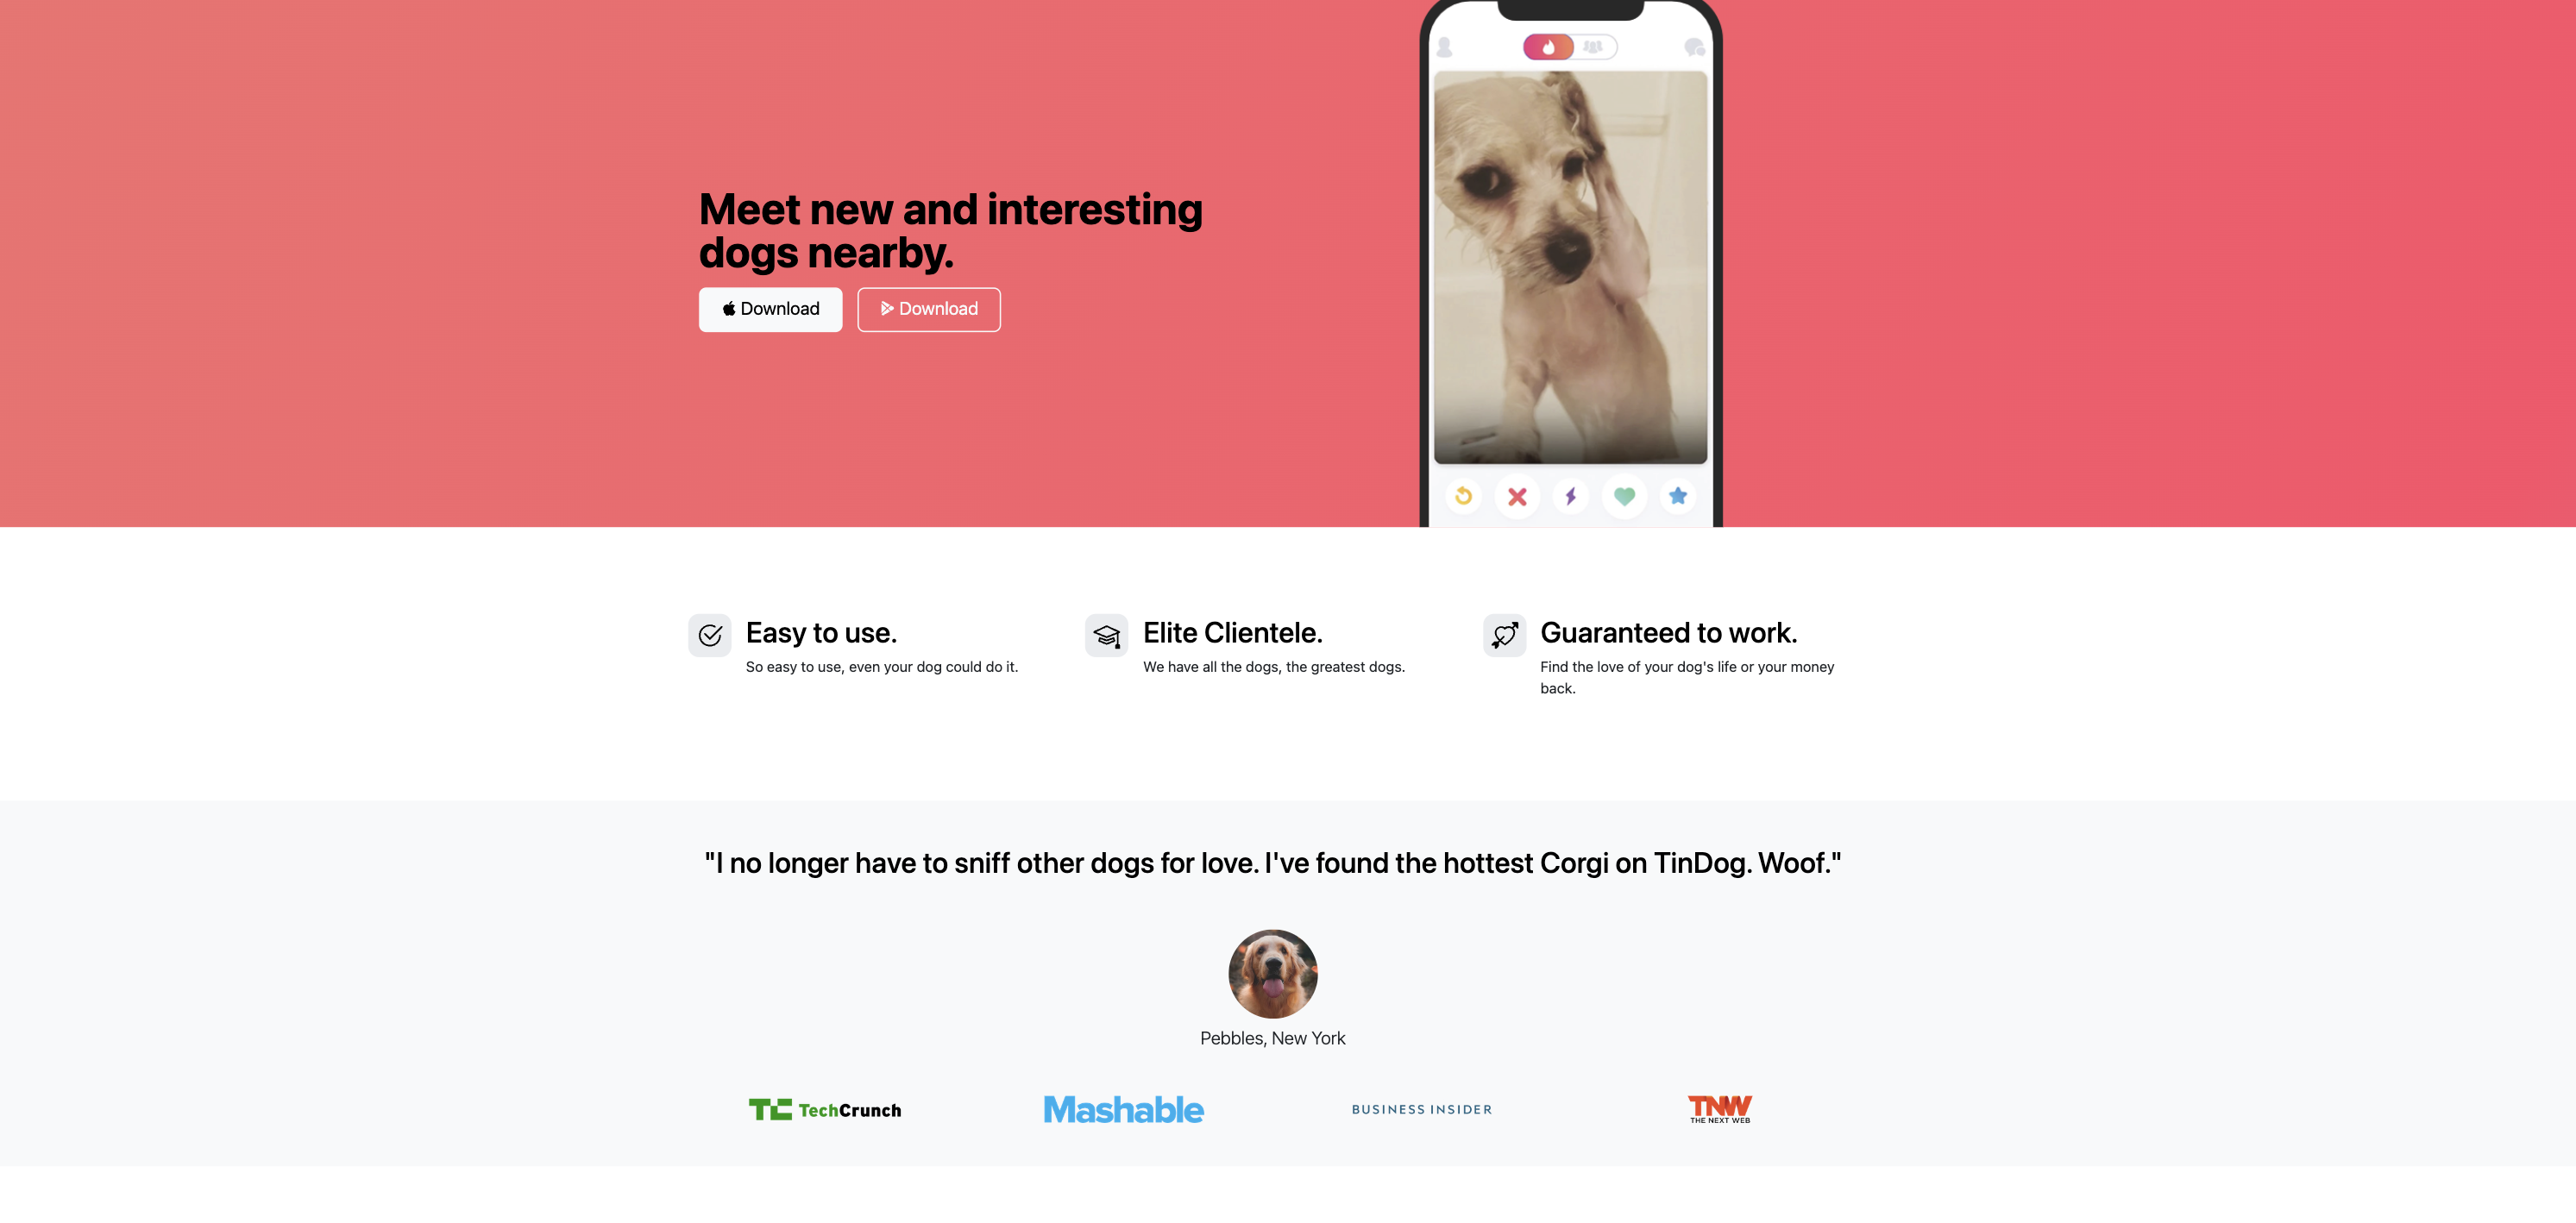 Meet new and interesting
dogs nearby.
Download
Download
Easy to use.
So easy to use, even your dog could do it.
Elite Clientele.
We have all the dogs, the greatest dogs.
Guaranteed to work.
Find the love of your dog's life or your money
back.
"I no longer have to sniff other dogs for love. I've found the hottest Corgi on TinDog. Woof."
Pebbles, New York
TC TechCrunch
Mashable
BUSINESS INSIDER
TNW
THE NEXT WEB